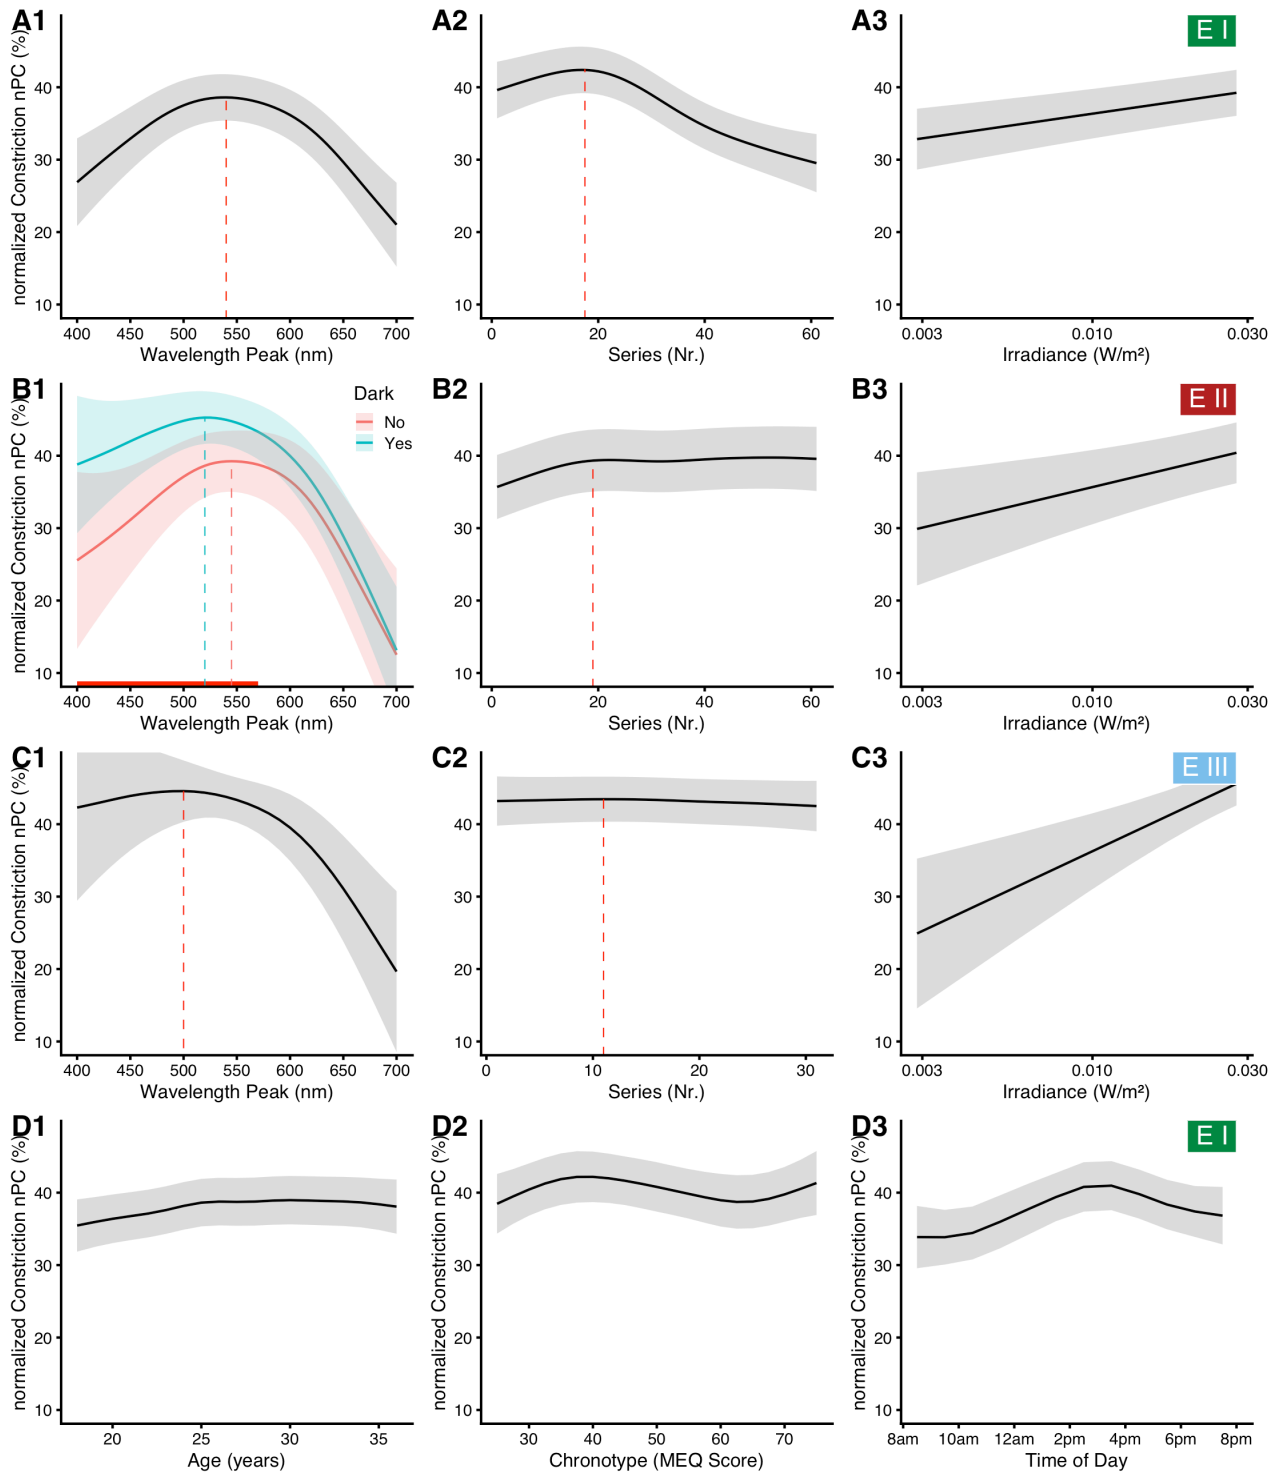 A1
A2
A3
E I
normalized Constriction nPC (%)
40
30
20
10
400 450 500 550 600 650 700
Wavelength Peak (nm)
40
30
20
10
0 20 40 60
Series (Nr.)
40
30
20
10
0.003 0.010 0.030
Irradiance (W/m²)
B1
B2
B3
E II
normalized Constriction nPC (%)
Dark
No
Yes
40
30
20
10
400 450 500 550 600 650 700
Wavelength Peak (nm)
40
30
20
10
0 20 40 60
Series (Nr.)
40
30
20
10
0.003 0.010 0.030
Irradiance (W/m²)
C1
C2
C3
E III
normalized Constriction nPC (%)
40
30
20
10
400 450 500 550 600 650 700
Wavelength Peak (nm)
40
30
20
10
0 10 20 30
Series (Nr.)
40
30
20
10
0.003 0.010 0.030
Irradiance (W/m²)
D1
D2
D3
E I
normalized Constriction nPC (%)
40
30
20
10
20 25 30 35
Age (years)
normalized Constriction nPC (%)
40
30
20
10
30 40 50 60 70
Chronotype (MEQ Score)
normalized Constriction nPC (%)
40
30
20
10
8am 10am 12am 2pm 4pm 6pm 8pm
Time of Day